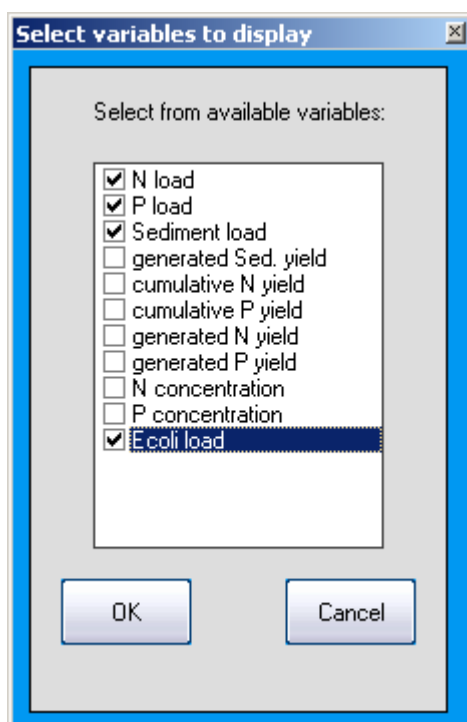 Select variables to display
Select from available variables:
N load
P load
Sediment load
generated Sed. yield
cumulative N yield
cumulative P yield
generated N yield
generated P yield
N concentration
P concentration
Ecoli load
OK
Cancel